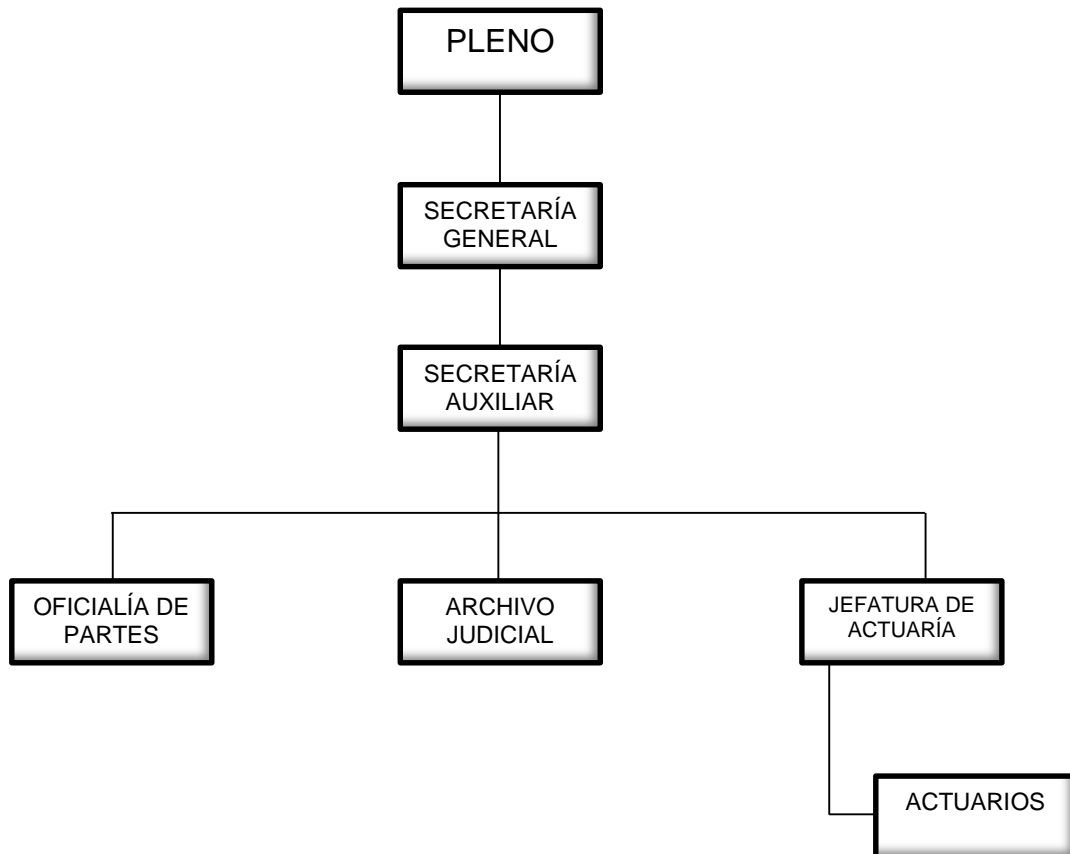 PLENO
SECRETARÍA
GENERAL
SECRETARÍA
AUXILIAR
OFICIALÍA DE
PARTES
ARCHIVO
JUDICIAL
JEFATURA DE
ACTUARÍA
ACTUARIOS